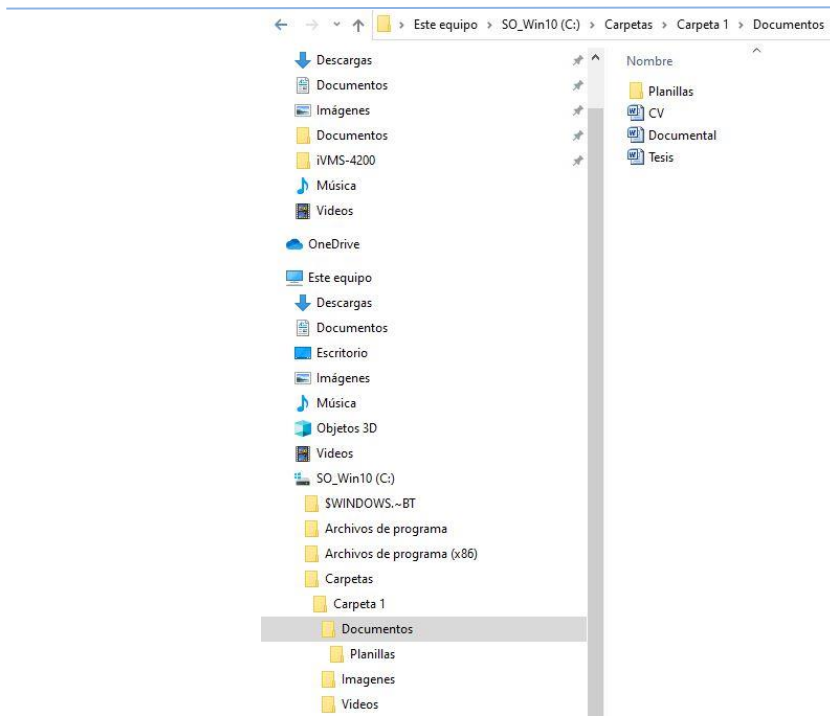 Este equipo > SO_Win10 (C:) > Carpetas > Carpeta 1 > Documentos
Descargas
Documentos
Imágenes
Documentos
iVMS-4200
Música
Videos
OneDrive
Este equipo
Descargas
Documentos
Escritorio
Imágenes
Música
Objetos 3D
Videos
SO_Win10 (C:)
$WINDOWS.~BT
Archivos de programa
Archivos de programa (x86)
Carpetas
Carpeta 1
Documentos
Planillas
Imagenes
Videos
Nombre
Planillas
CV
Documental
Tesis